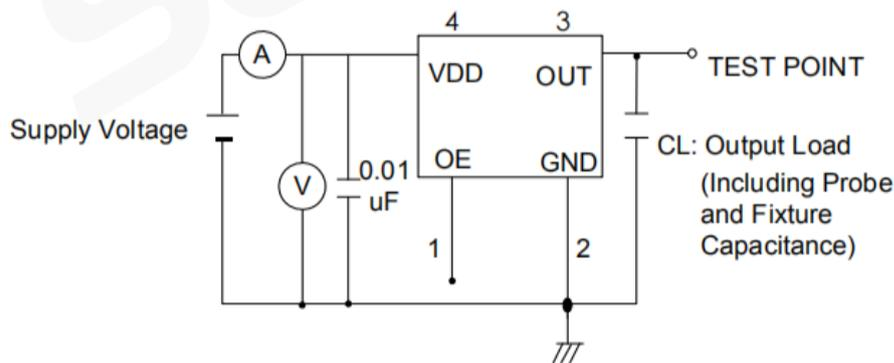 4
3
A
VDD
OUT
TEST POINT
Supply Voltage
OE
GND
CL: Output Load
(Including Probe
and Fixture
Capacitance)
V
0.01
uF
1
2